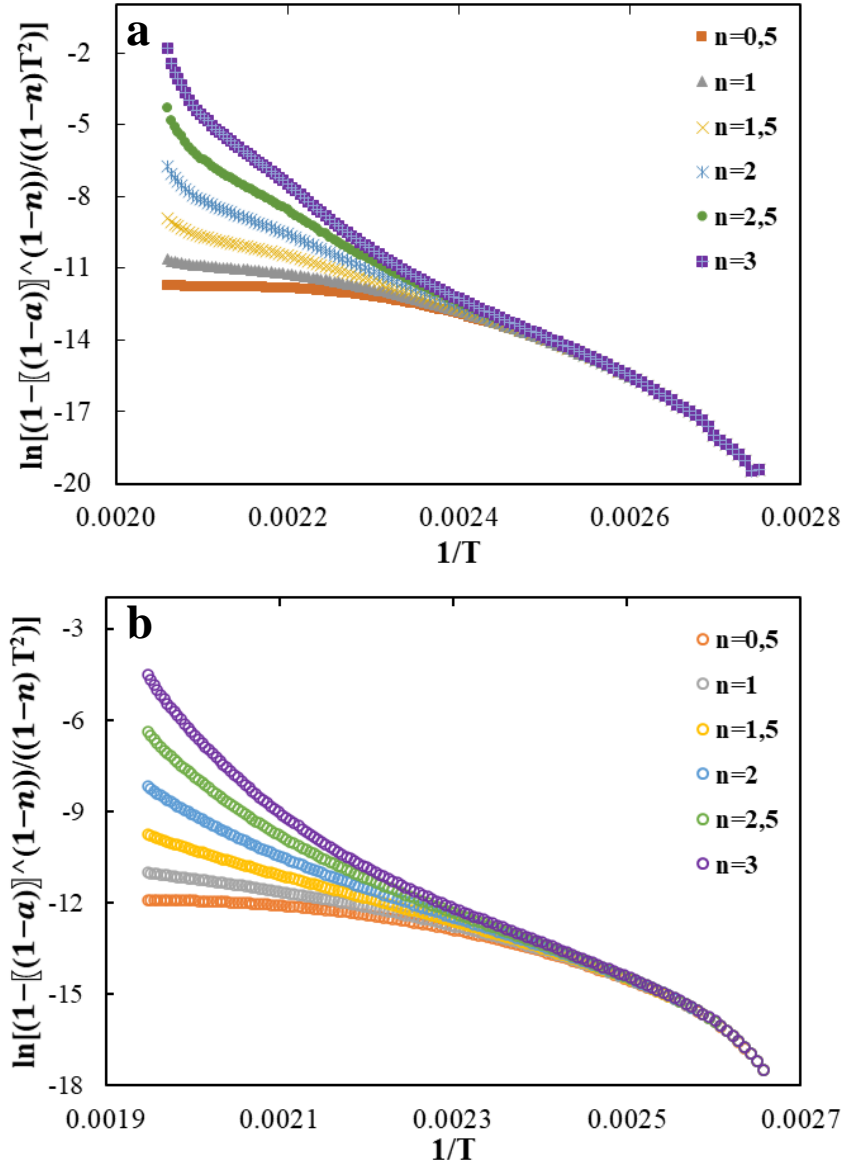 a
ln[(1-⟦(1-a)⟧^(1-n))/((1-n)T²)]
-2
-5
-8
-11
-14
-17
-20
n=0,5
n=1
n=1,5
n=2
n=2,5
n=3
0.0020 0.0022 0.0024 0.0026 0.0028
1/T
b
ln[(1-⟦(1-a)⟧^(1-n))/((1-n) T²)]
-3
-6
-9
-12
-15
-18
n=0,5
n=1
n=1,5
n=2
n=2,5
n=3
0.0019 0.0021 0.0023 0.0025 0.0027
1/T